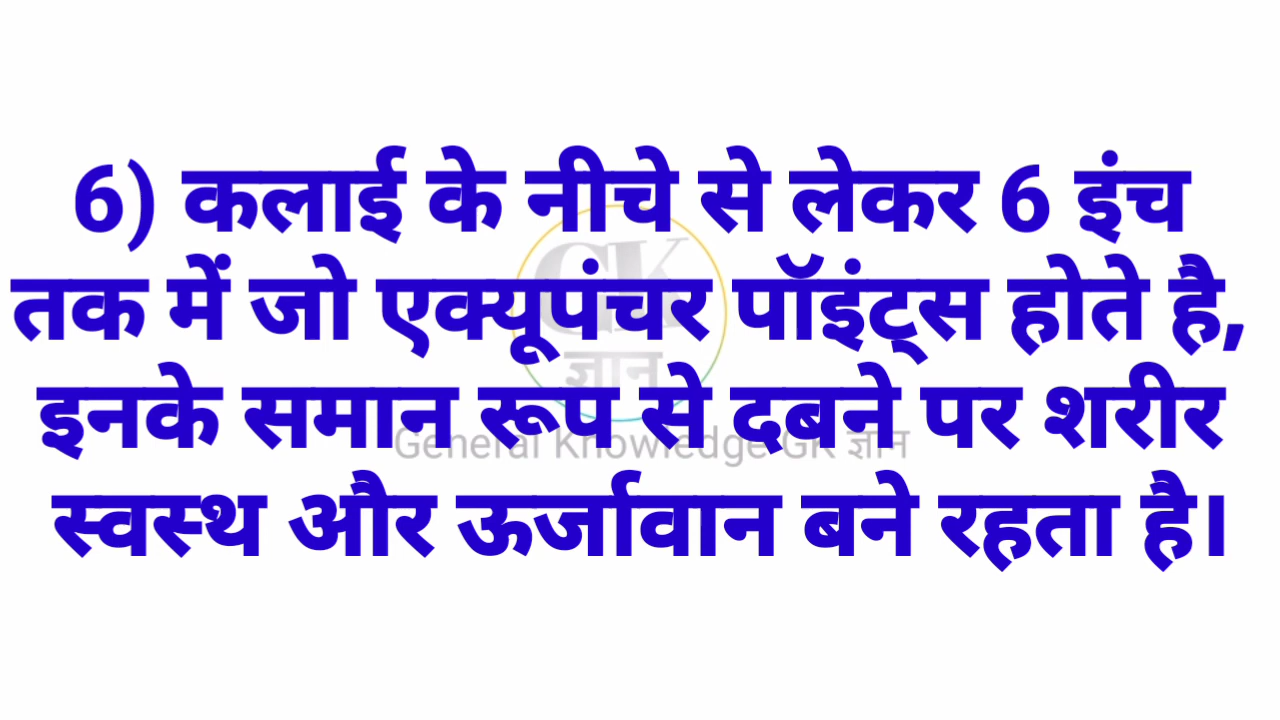 6) कलाई के नीचे से लेकर 6 इंच
तक में जो एक्यूपंचर पॉइंट्स होते है,
इनके समान रूप से दबने पर शरीर
स्वस्थ और ऊर्जावान बने रहता है।
GK
ज्ञान
General Knowledge GK ज्ञान